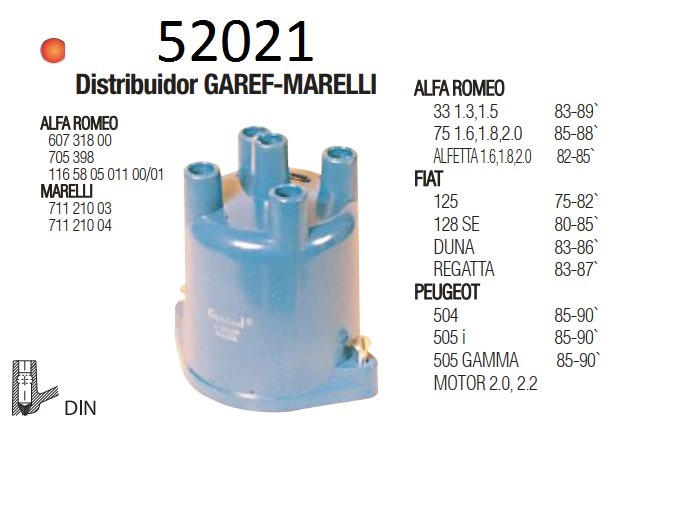 52021
Distribuidor GAREF-MARELLI
ALFA ROMEO
607 318 00
705 398
116 58 05 011 00/01
MARELLI
711 210 03
711 210 04
DIN
ALFA ROMEO
33 1.3,1.5 83-89`
75 1.6,1.8,2.0 85-88`
ALFETTA 1.6,1.8,2.0 82-85`
FIAT
125 75-82`
128 SE 80-85`
DUNA 83-86`
REGATTA 83-87`
PEUGEOT
504 85-90`
505 i 85-90`
505 GAMMA 85-90`
MOTOR 2.0, 2.2